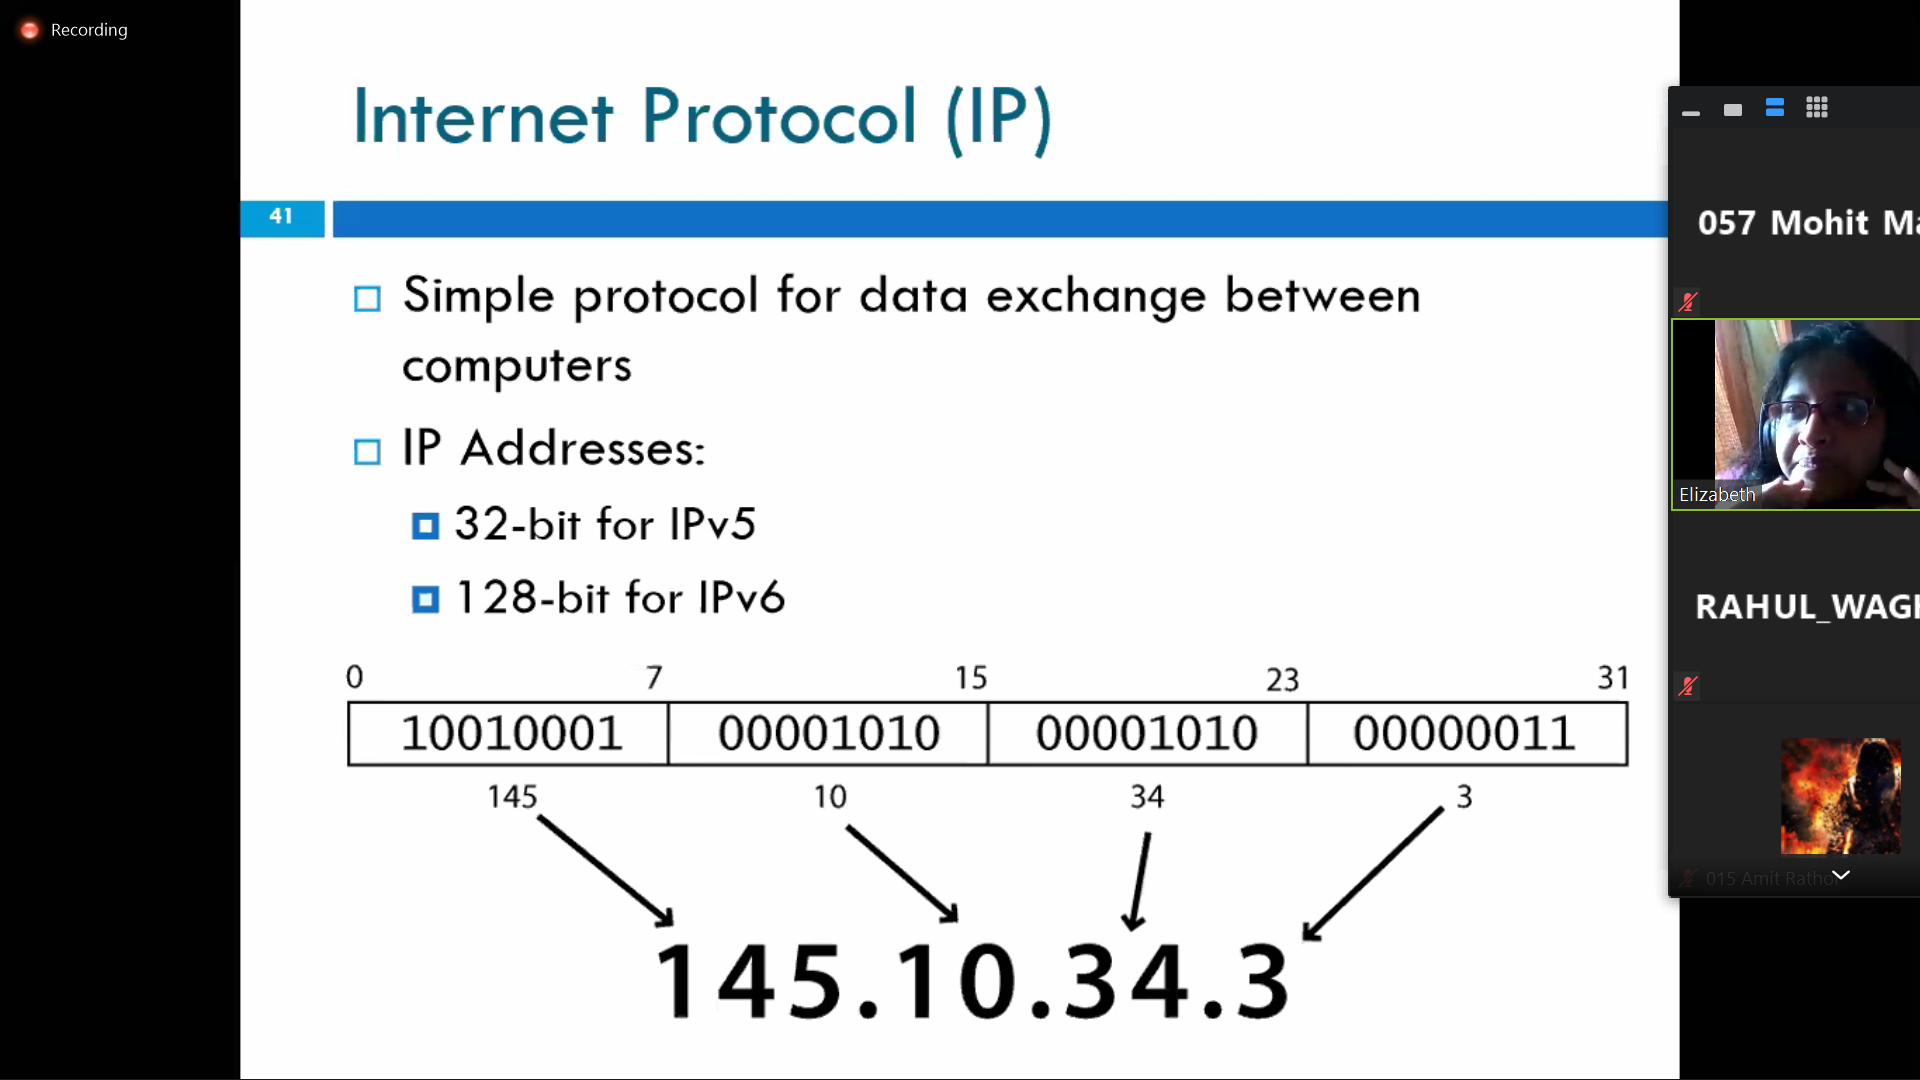 Recording
Internet Protocol (IP)
41
Simple protocol for data exchange between
computers
IP Addresses:
32-bit for IPv5
128-bit for IPv6
0 7 15 23 31
10010001 00001010 00001010 00000011
145 10 34 3
145.10.34.3
057 Mohit Ma
Elizabeth
RAHUL_WAGH
015 Amit Rathor